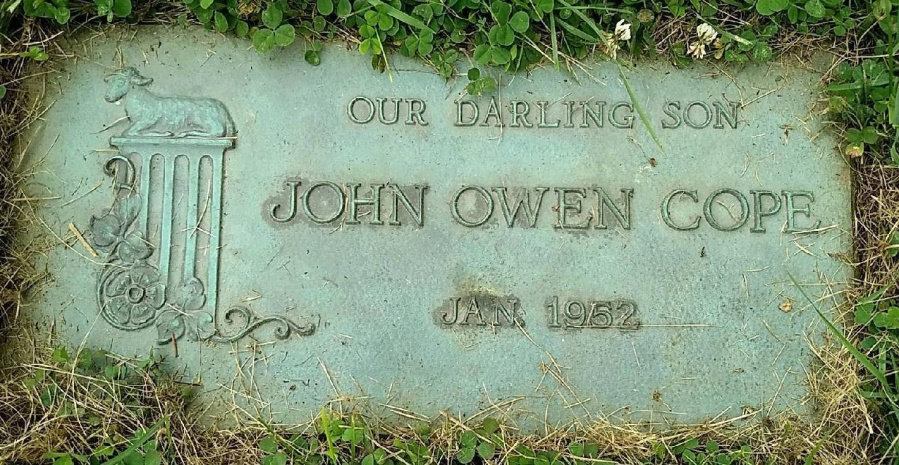 OUR DARLING SON
JOHN OWEN COPE
JAN 1952